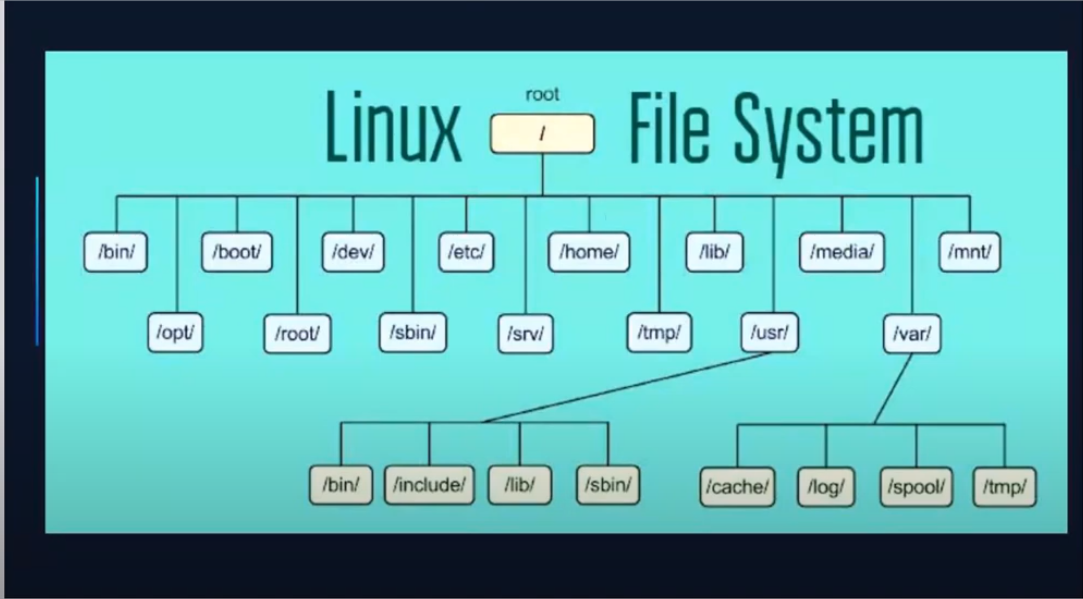 root
Linux / File System
/bin/ /boot/ /dev/ /etc/ /home/ /lib/ /media/ /mnt/
/opt/ /root/ /sbin/ /srv/ /tmp/ /usr/ /var/
/bin/ /include/ /lib/ /sbin/ /cache/ /log/ /spool/ /tmp/